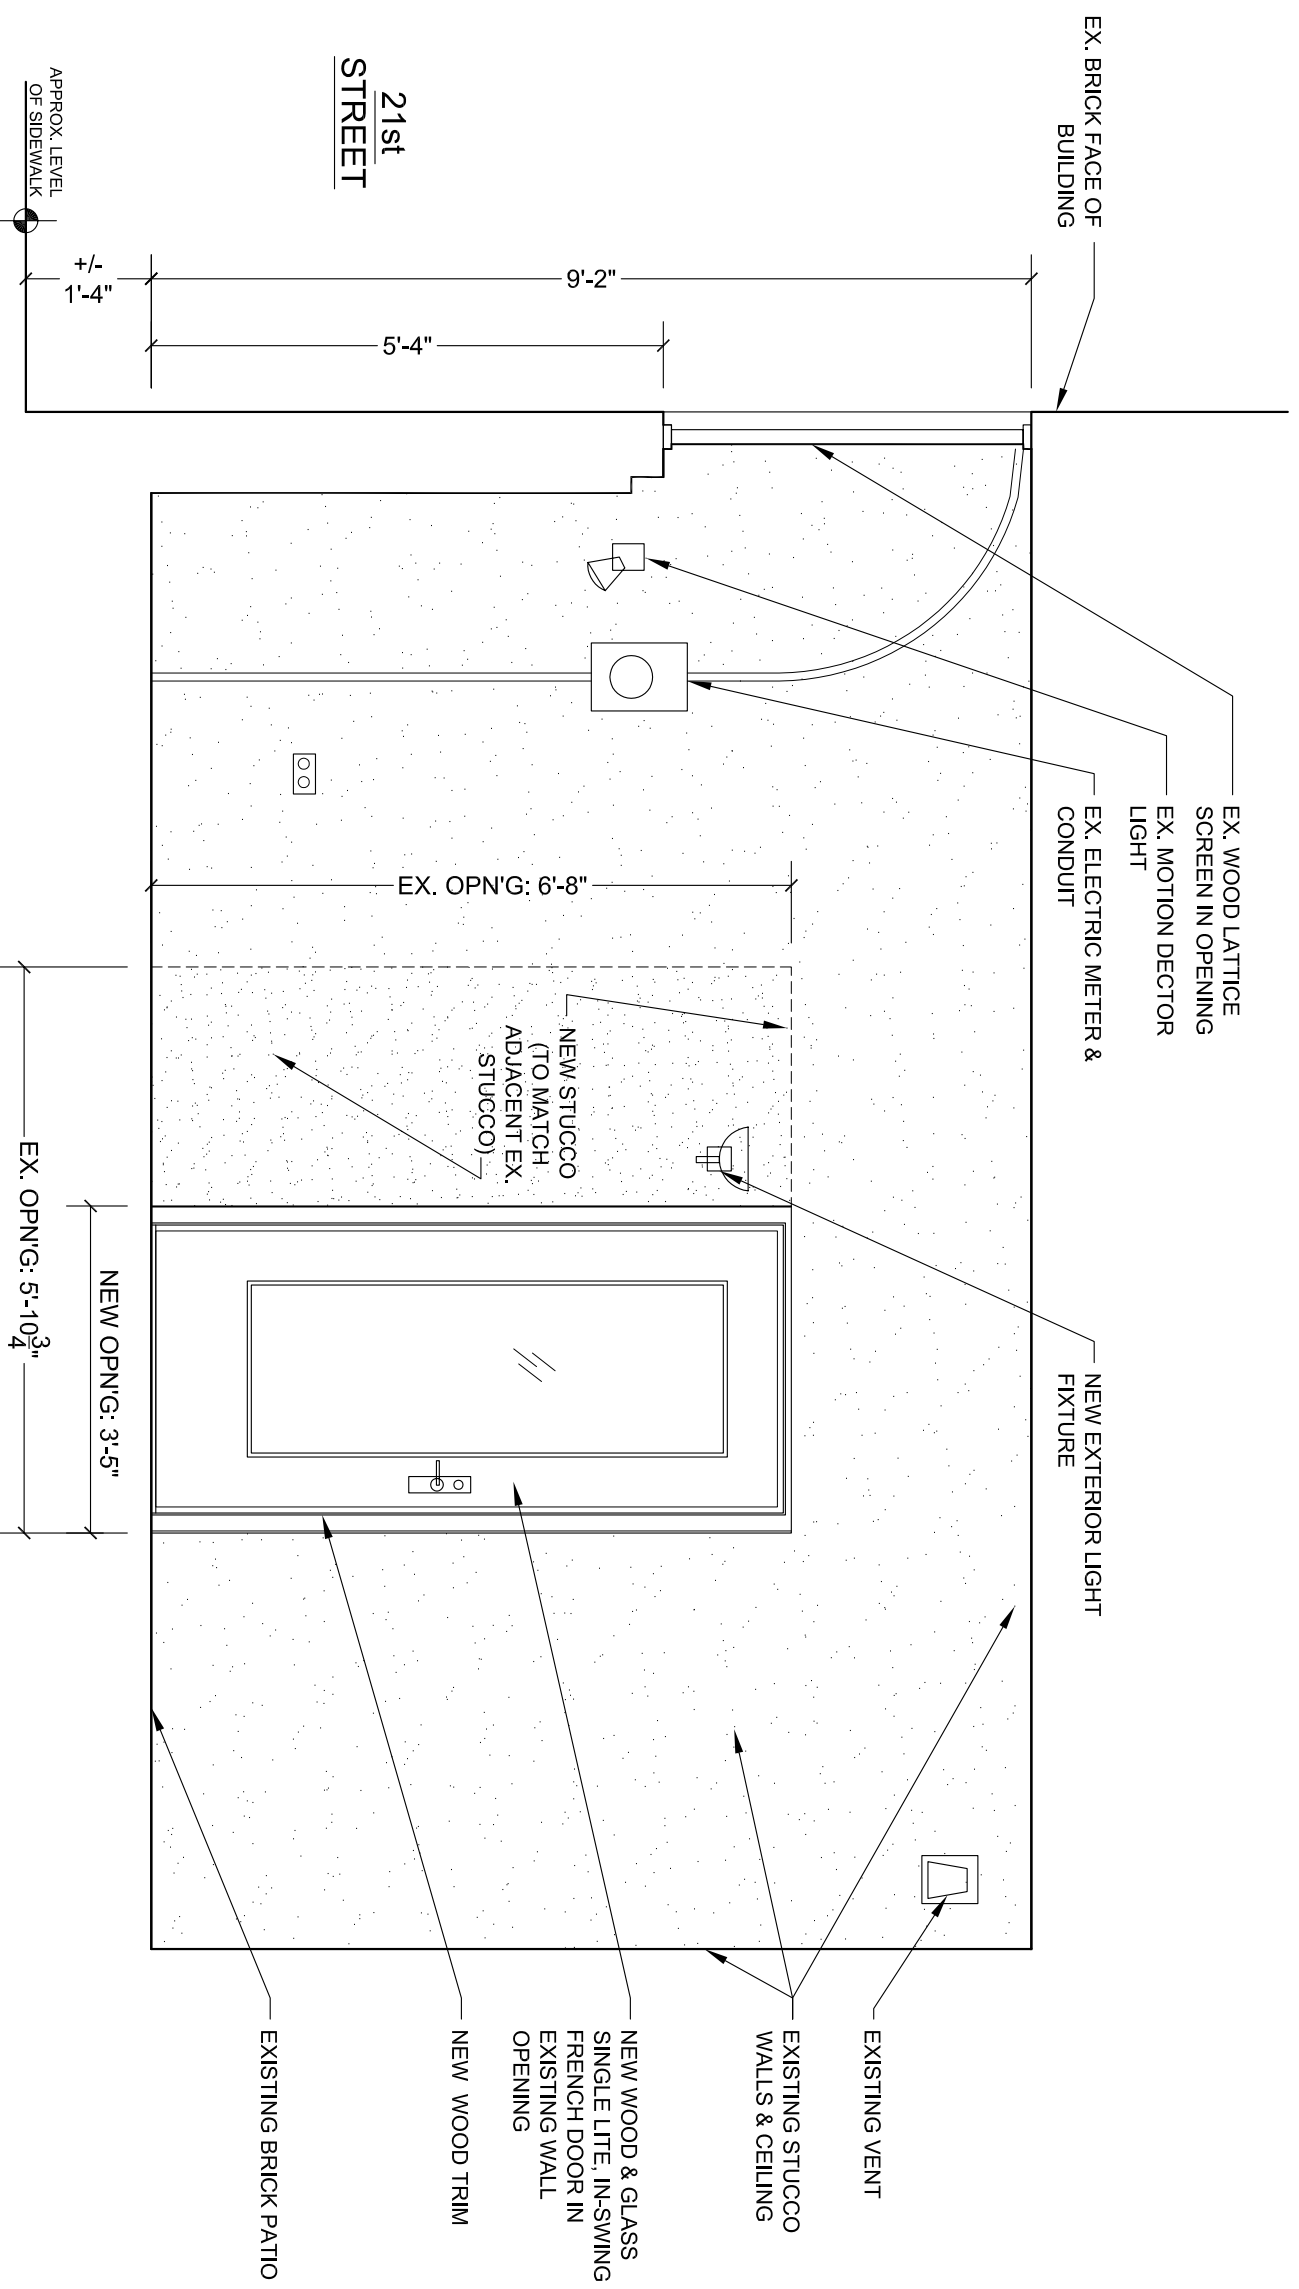 EX. BRICK FACE OF
BUILDING
EX. WOOD LATTICE
SCREEN IN OPENING
EX. MOTION DECTOR
LIGHT
EX. ELECTRIC METER &
CONDUIT
NEW EXTERIOR LIGHT
FIXTURE
EXISTING VENT
EXISTING STUCCO
WALLS & CEILING
NEW WOOD & GLASS
SINGLE LITE, IN-SWING
FRENCH DOOR IN
EXISTING WALL
OPENING
NEW WOOD TRIM
EXISTING BRICK PATIO
21st
STREET
APPROX. LEVEL
OF SIDEWALK
+/-
1'-4"
9'-2"
5'-4"
EX. OPN'G: 6'-8"
NEW STUCCO
(TO MATCH
ADJACENT EX.
STUCCO)
NEW OPN'G: 3'-5"
EX. OPN'G: 5'-10 3/4"